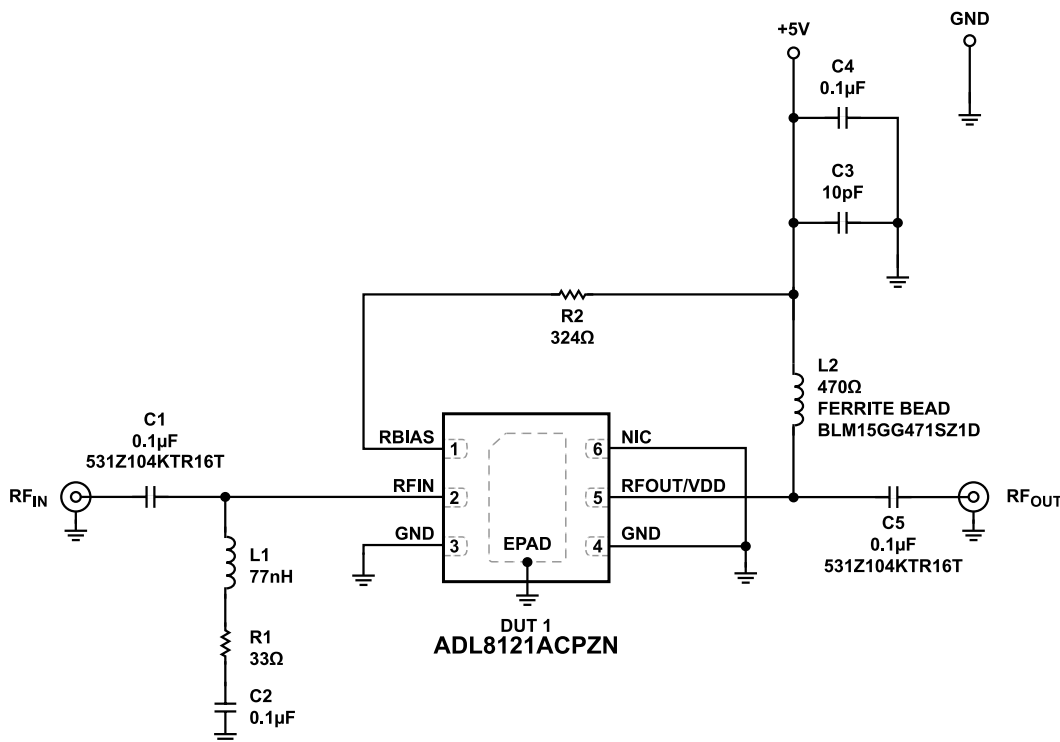 +5V
GND
C4
0.1µF
C3
10pF
R2
324Ω
L2
470Ω
FERRITE BEAD
BLM15GG471SZ1D
C1
0.1µF
531Z104KTR16T
RBIAS
1
6
NIC
RF_IN
RFIN
2
5
RFOUT/VDD
RF_OUT
GND
3
4
GND
EPAD
C5
0.1µF
531Z104KTR16T
L1
77nH
DUT 1
ADL8121ACPZN
R1
33Ω
C2
0.1µF